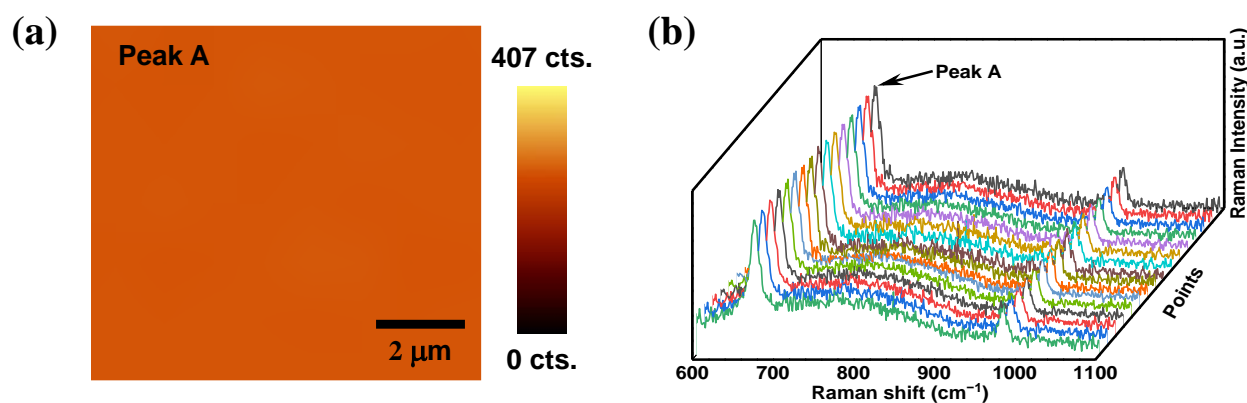 (a)
Peak A
407 cts.
0 cts.
2 μm
(b)
Peak A
Raman Intensity (a.u.)
Points
600 700 800 900 1000 1100
Raman shift (cm⁻¹)